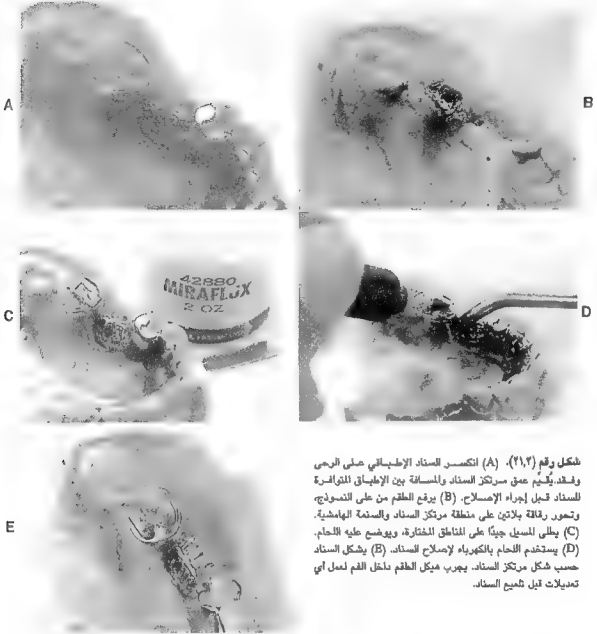 A
B
42880
MIRAFLUX
2 OZ
C
D
E
شكل رقم (٢١,٢). (A) انكسر السناد الإطباقي على الرحى
وفقد. يُقيَّم عمق مرتكز السناد والمسافة بين الإطباق المتوافرة
للسناد قبل إجراء الإصلاح. (B) يرفع الطقم من على النموذج،
وتحور رقاقة بلاتين على منطقة مرتكز السناد والسنمة الهامشية.
(C) يطلى المسيل جيدًا على المناطق المختارة، ويوضع عليه اللحام.
(D) يستخدم اللحام بالكهرباء لإصلاح السناد. (E) يشكل السناد
حسب شكل مرتكز السناد. يجرب هيكل الطقم داخل الفم لعمل أي
تعديلات قبل تلميع السناد.